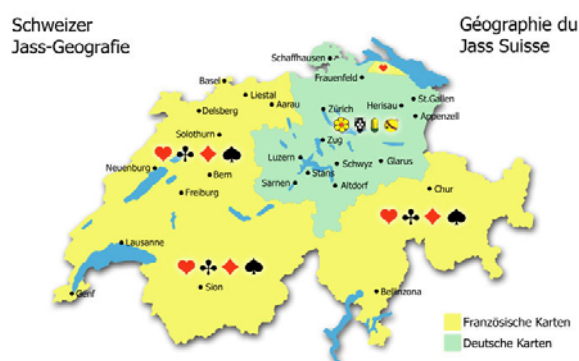 Schweizer
Jass-Geografie
Géographie du
Jass Suisse
Schaffhausen
Frauenfeld
Basel
Liestal
Aarau
Delsberg
Zürich
Herisau
St.Gallen
Appenzell
Solothurn
Zug
Luzern
Schwyz
Glarus
Neuenburg
Bern
Stans
Sarnen
Altdorf
Freiburg
Chur
Lausanne
Sion
Genf
Bellinzona
Französische Karten
Deutsche Karten